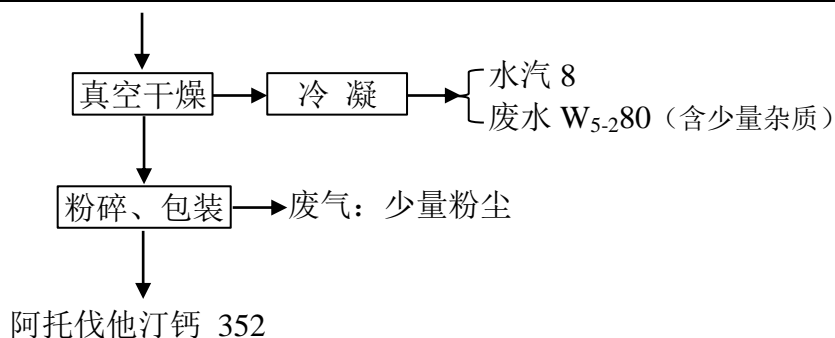 真空干燥
冷 凝
水汽 8
废水 W5-280（含少量杂质）
粉碎、包装
废气：少量粉尘
阿托伐他汀钙 352